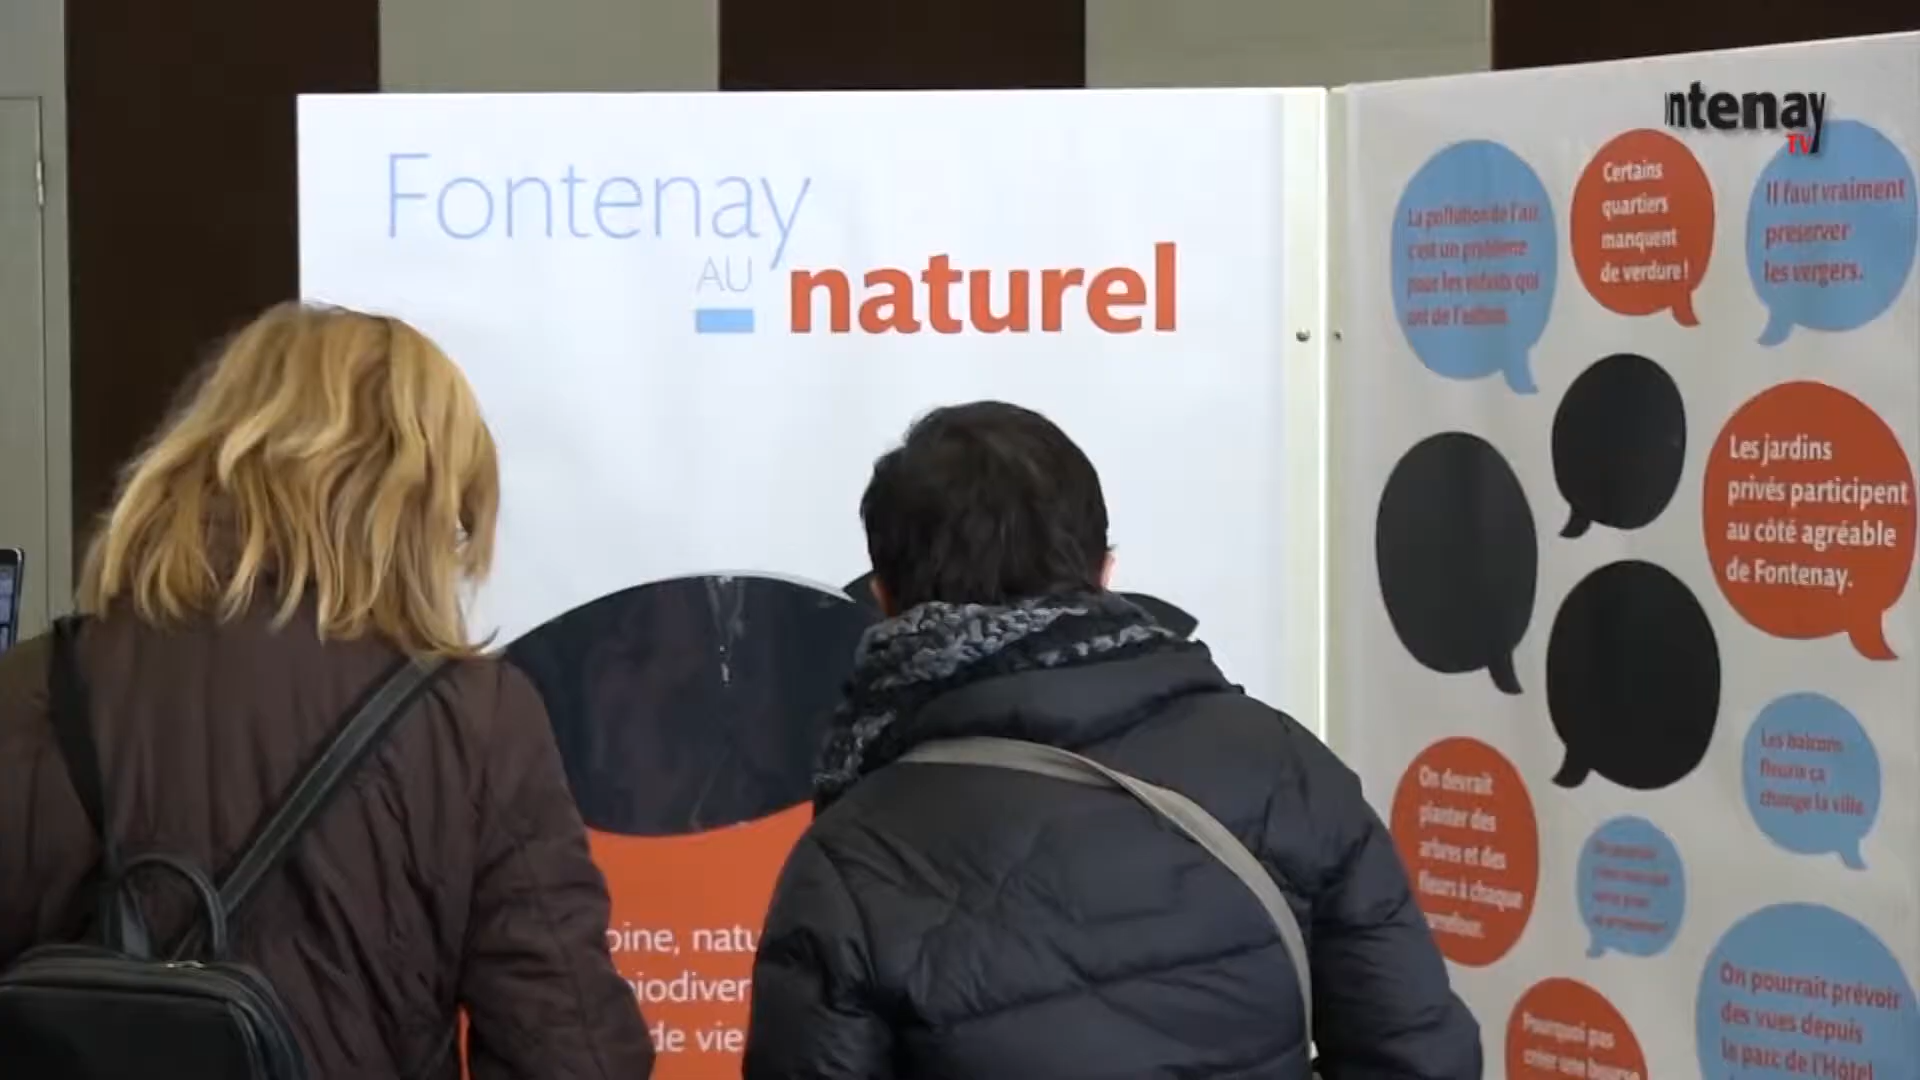 Fontenay
AU
naturel
ntenay
TV
La pollution de l'air,
c'est un problème
pour les enfants qui
ont de l'asthme
Certains
quartiers
manquent
de verdure !
Il faut vraiment
préserver
les vergers.
Les jardins
privés participent
au côté agréable
de Fontenay.
On devrait
planter des
arbres et des
fleurs à chaque
carrefour.
Les balcons
fleuris ça
change la ville
On pourrait prévoir
des vues depuis
le parc de l'Hôtel
Pourquoi pas
créer une bourse
oine, natu
biodiver
de vie